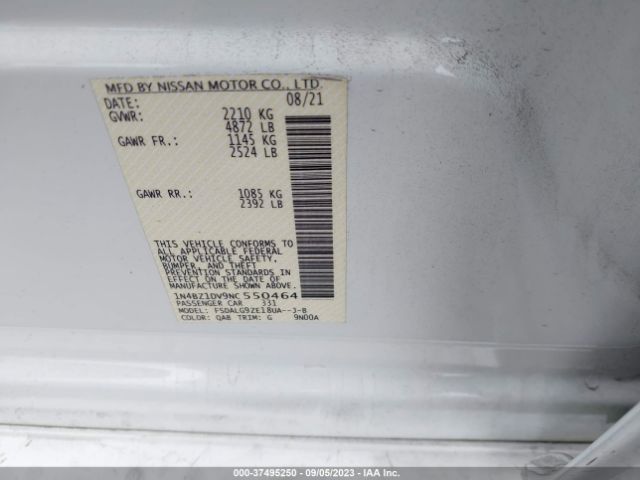 MFD BY NISSAN MOTOR CO., LTD.
DATE: 08/21
GVWR: 2210 KG
4872 LB
GAWR FR.: 1145 KG
2524 LB
GAWR RR.: 1085 KG
2392 LB
THIS VEHICLE CONFORMS TO
ALL APPLICABLE FEDERAL
MOTOR VEHICLE SAFETY,
BUMPER, AND THEFT
PREVENTION STANDARDS
IN EFFECT ON THE DATE OF
MANUFACTURE SHOWN ABOVE.
1N4BZ1DV9NC550464
PASSENGER CAR 331
MODEL: FSDALG9ZE18UA--J-B
COLOR: QAB TRIM: G 9N00A
000-37495250 - 09/05/2023 - IAA Inc.